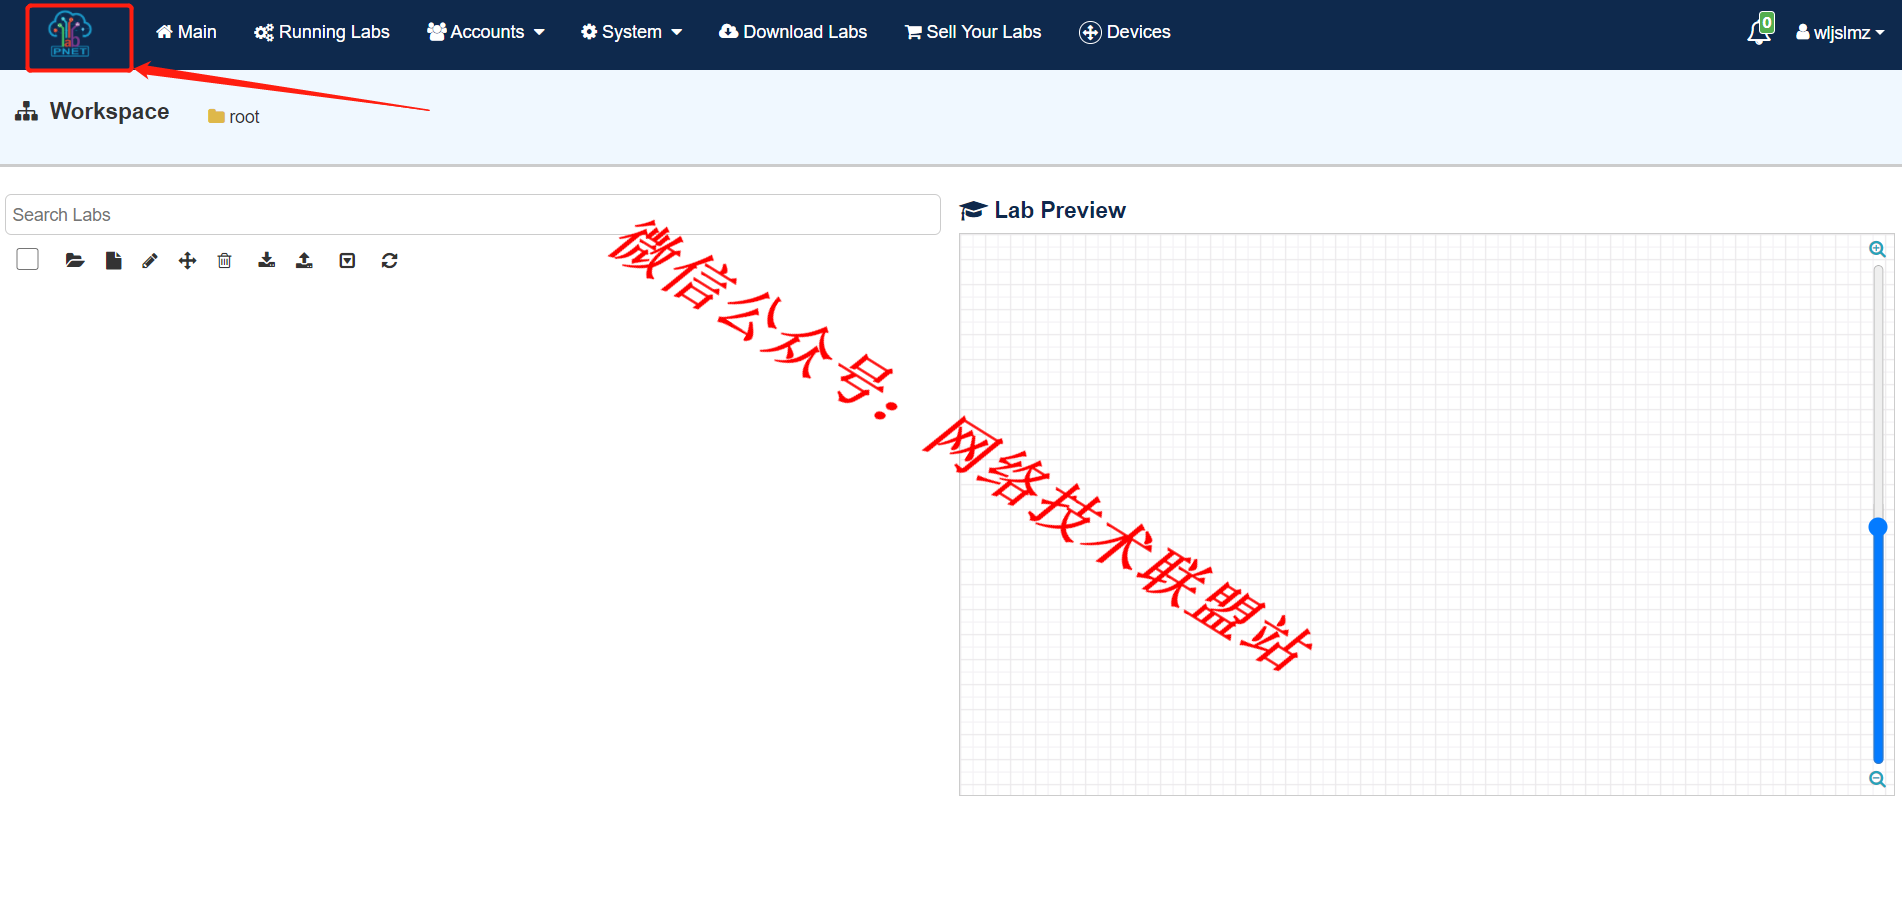 lab
PNET
Main
Running Labs
Accounts
System
Download Labs
Sell Your Labs
Devices
0
wljslmz
Workspace
root
Search Labs
Lab Preview
微信公众号：网络技术联盟站